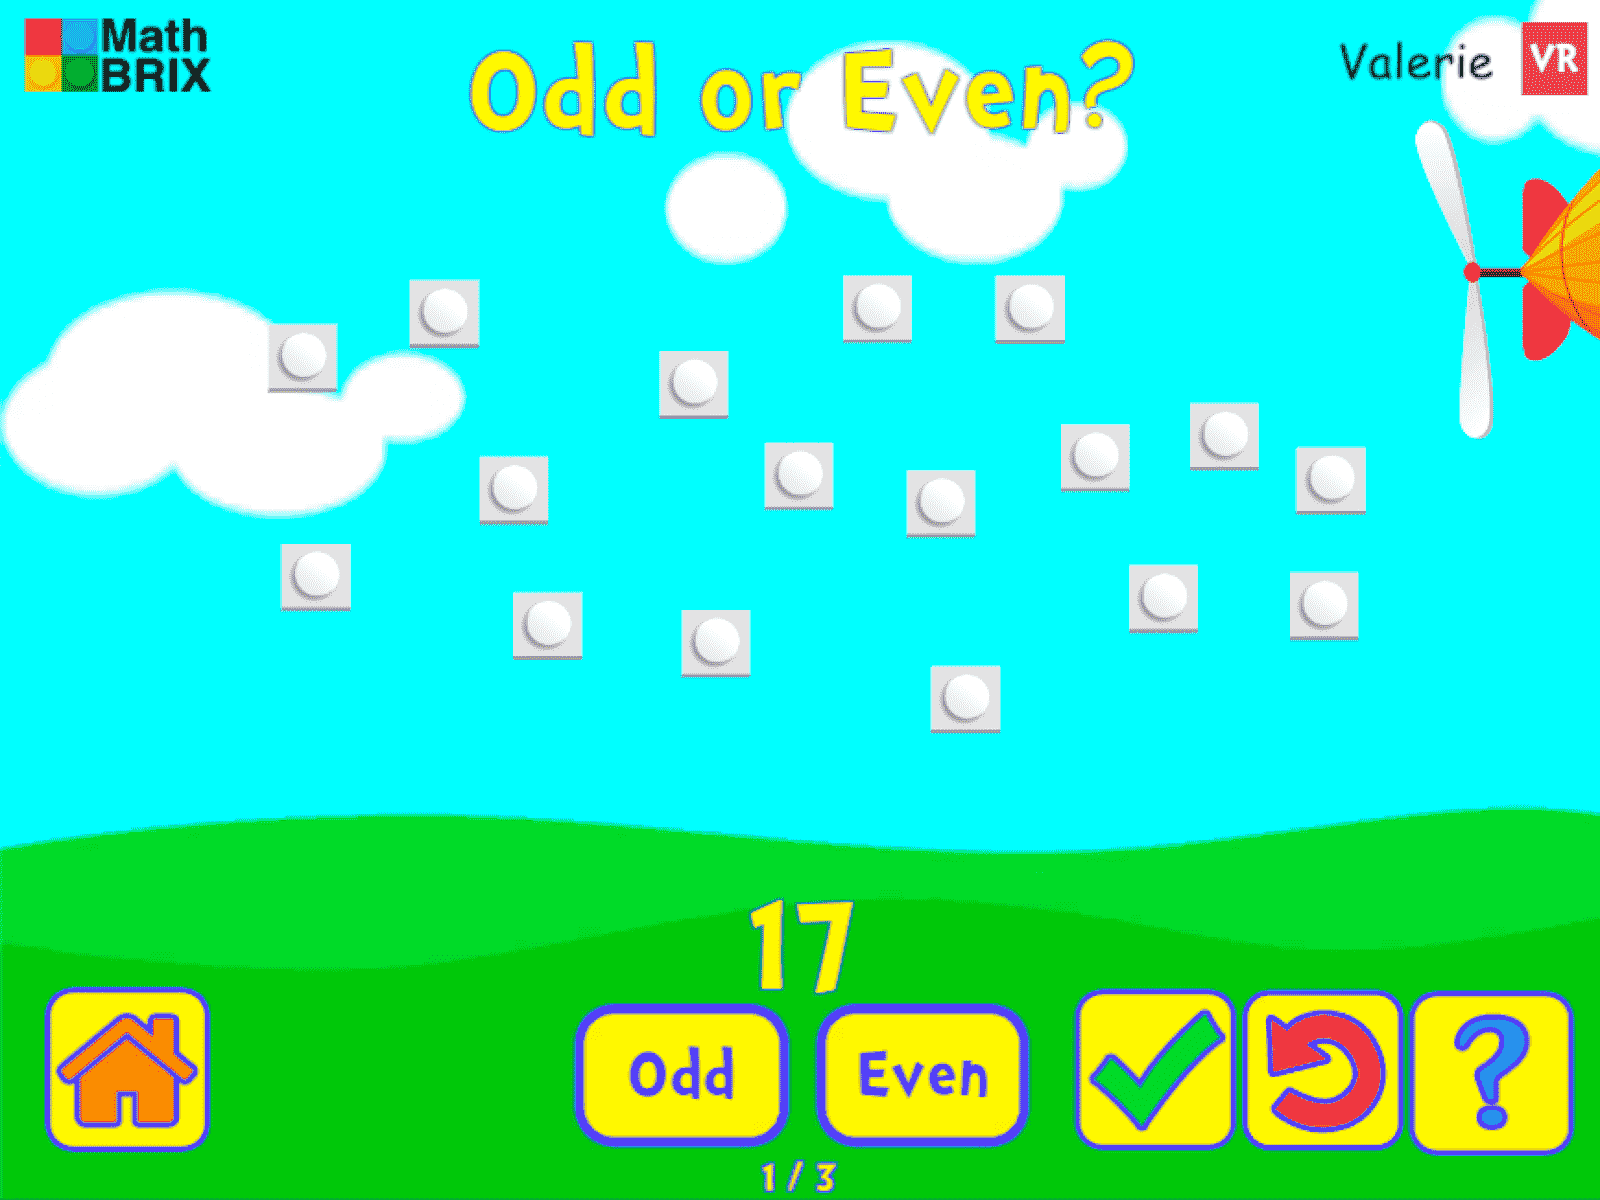 Math
BRIX
Odd or Even?
Valerie
VR
17
Odd
Even
?
1 / 3